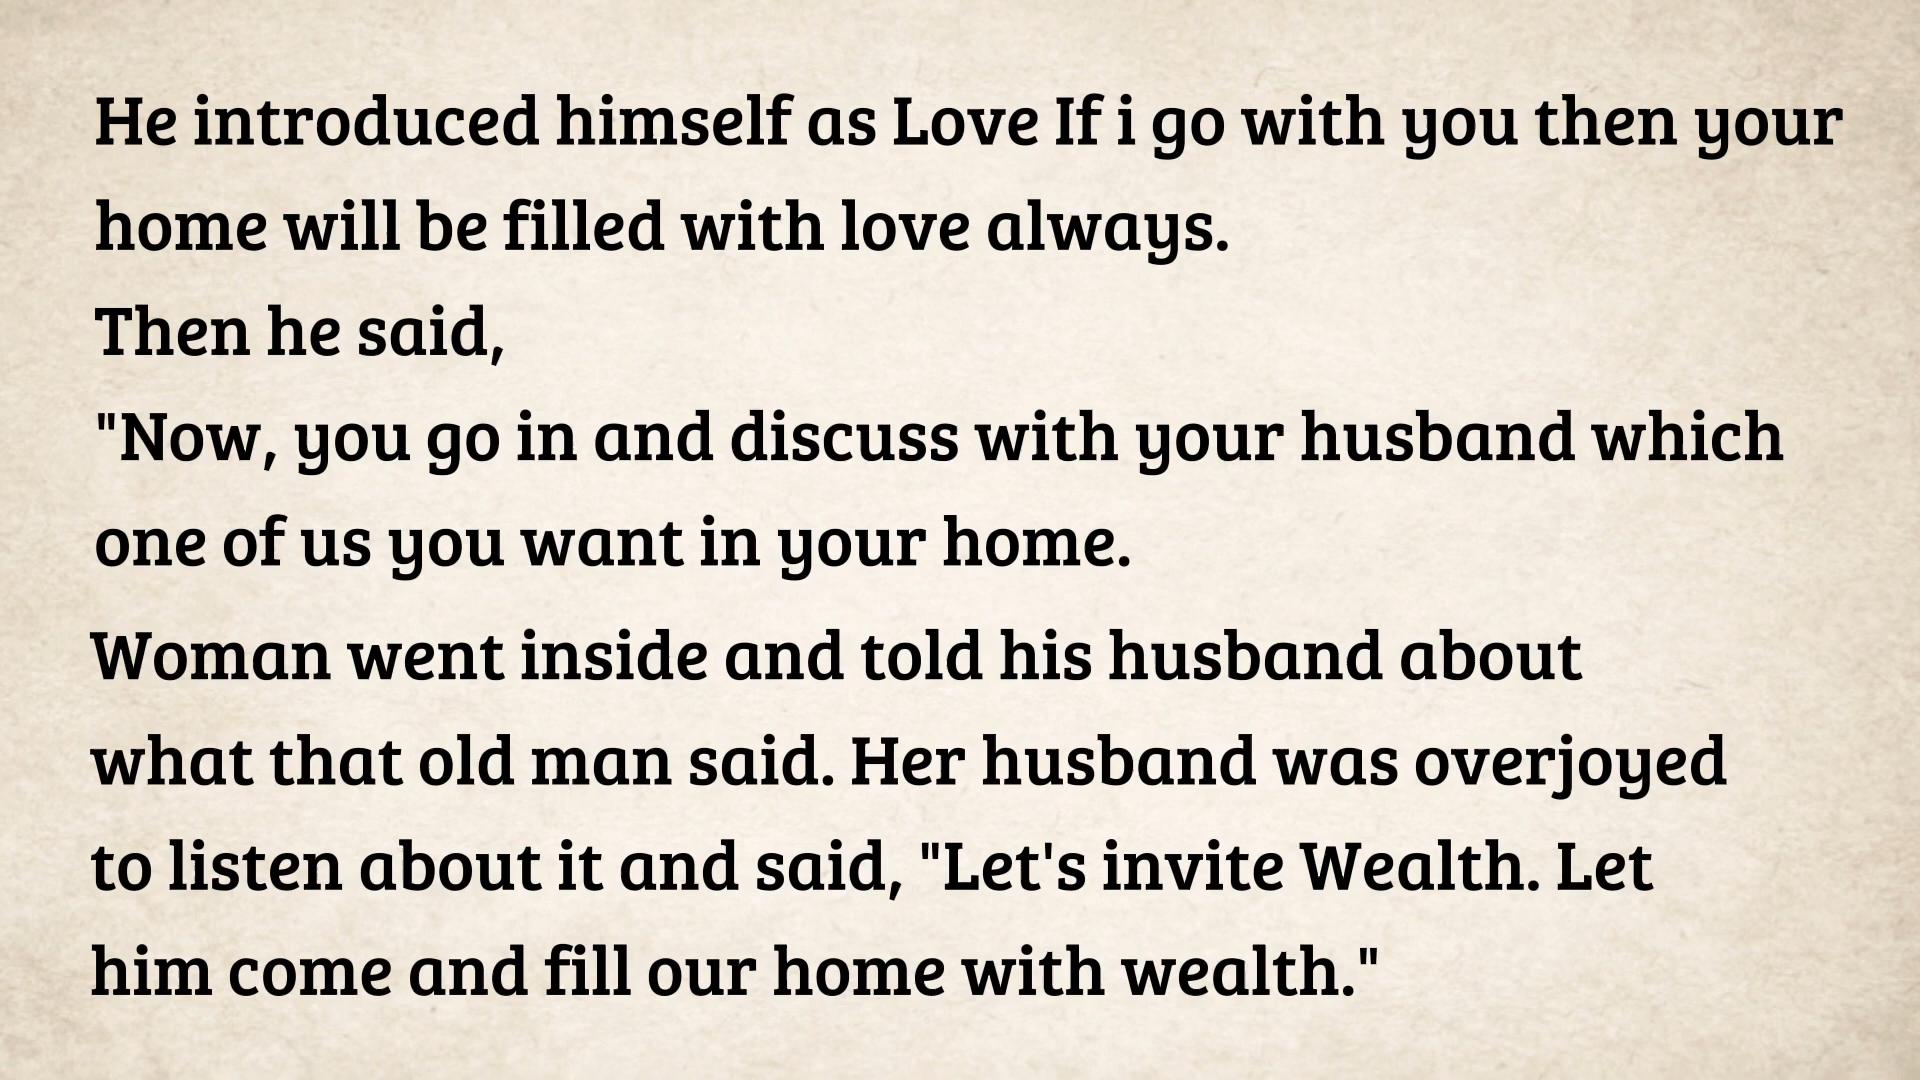 He introduced himself as Love If i go with you then your
home will be filled with love always.
Then he said,
"Now, you go in and discuss with your husband which
one of us you want in your home.
Woman went inside and told his husband about
what that old man said. Her husband was overjoyed
to listen about it and said, "Let's invite Wealth. Let
him come and fill our home with wealth."